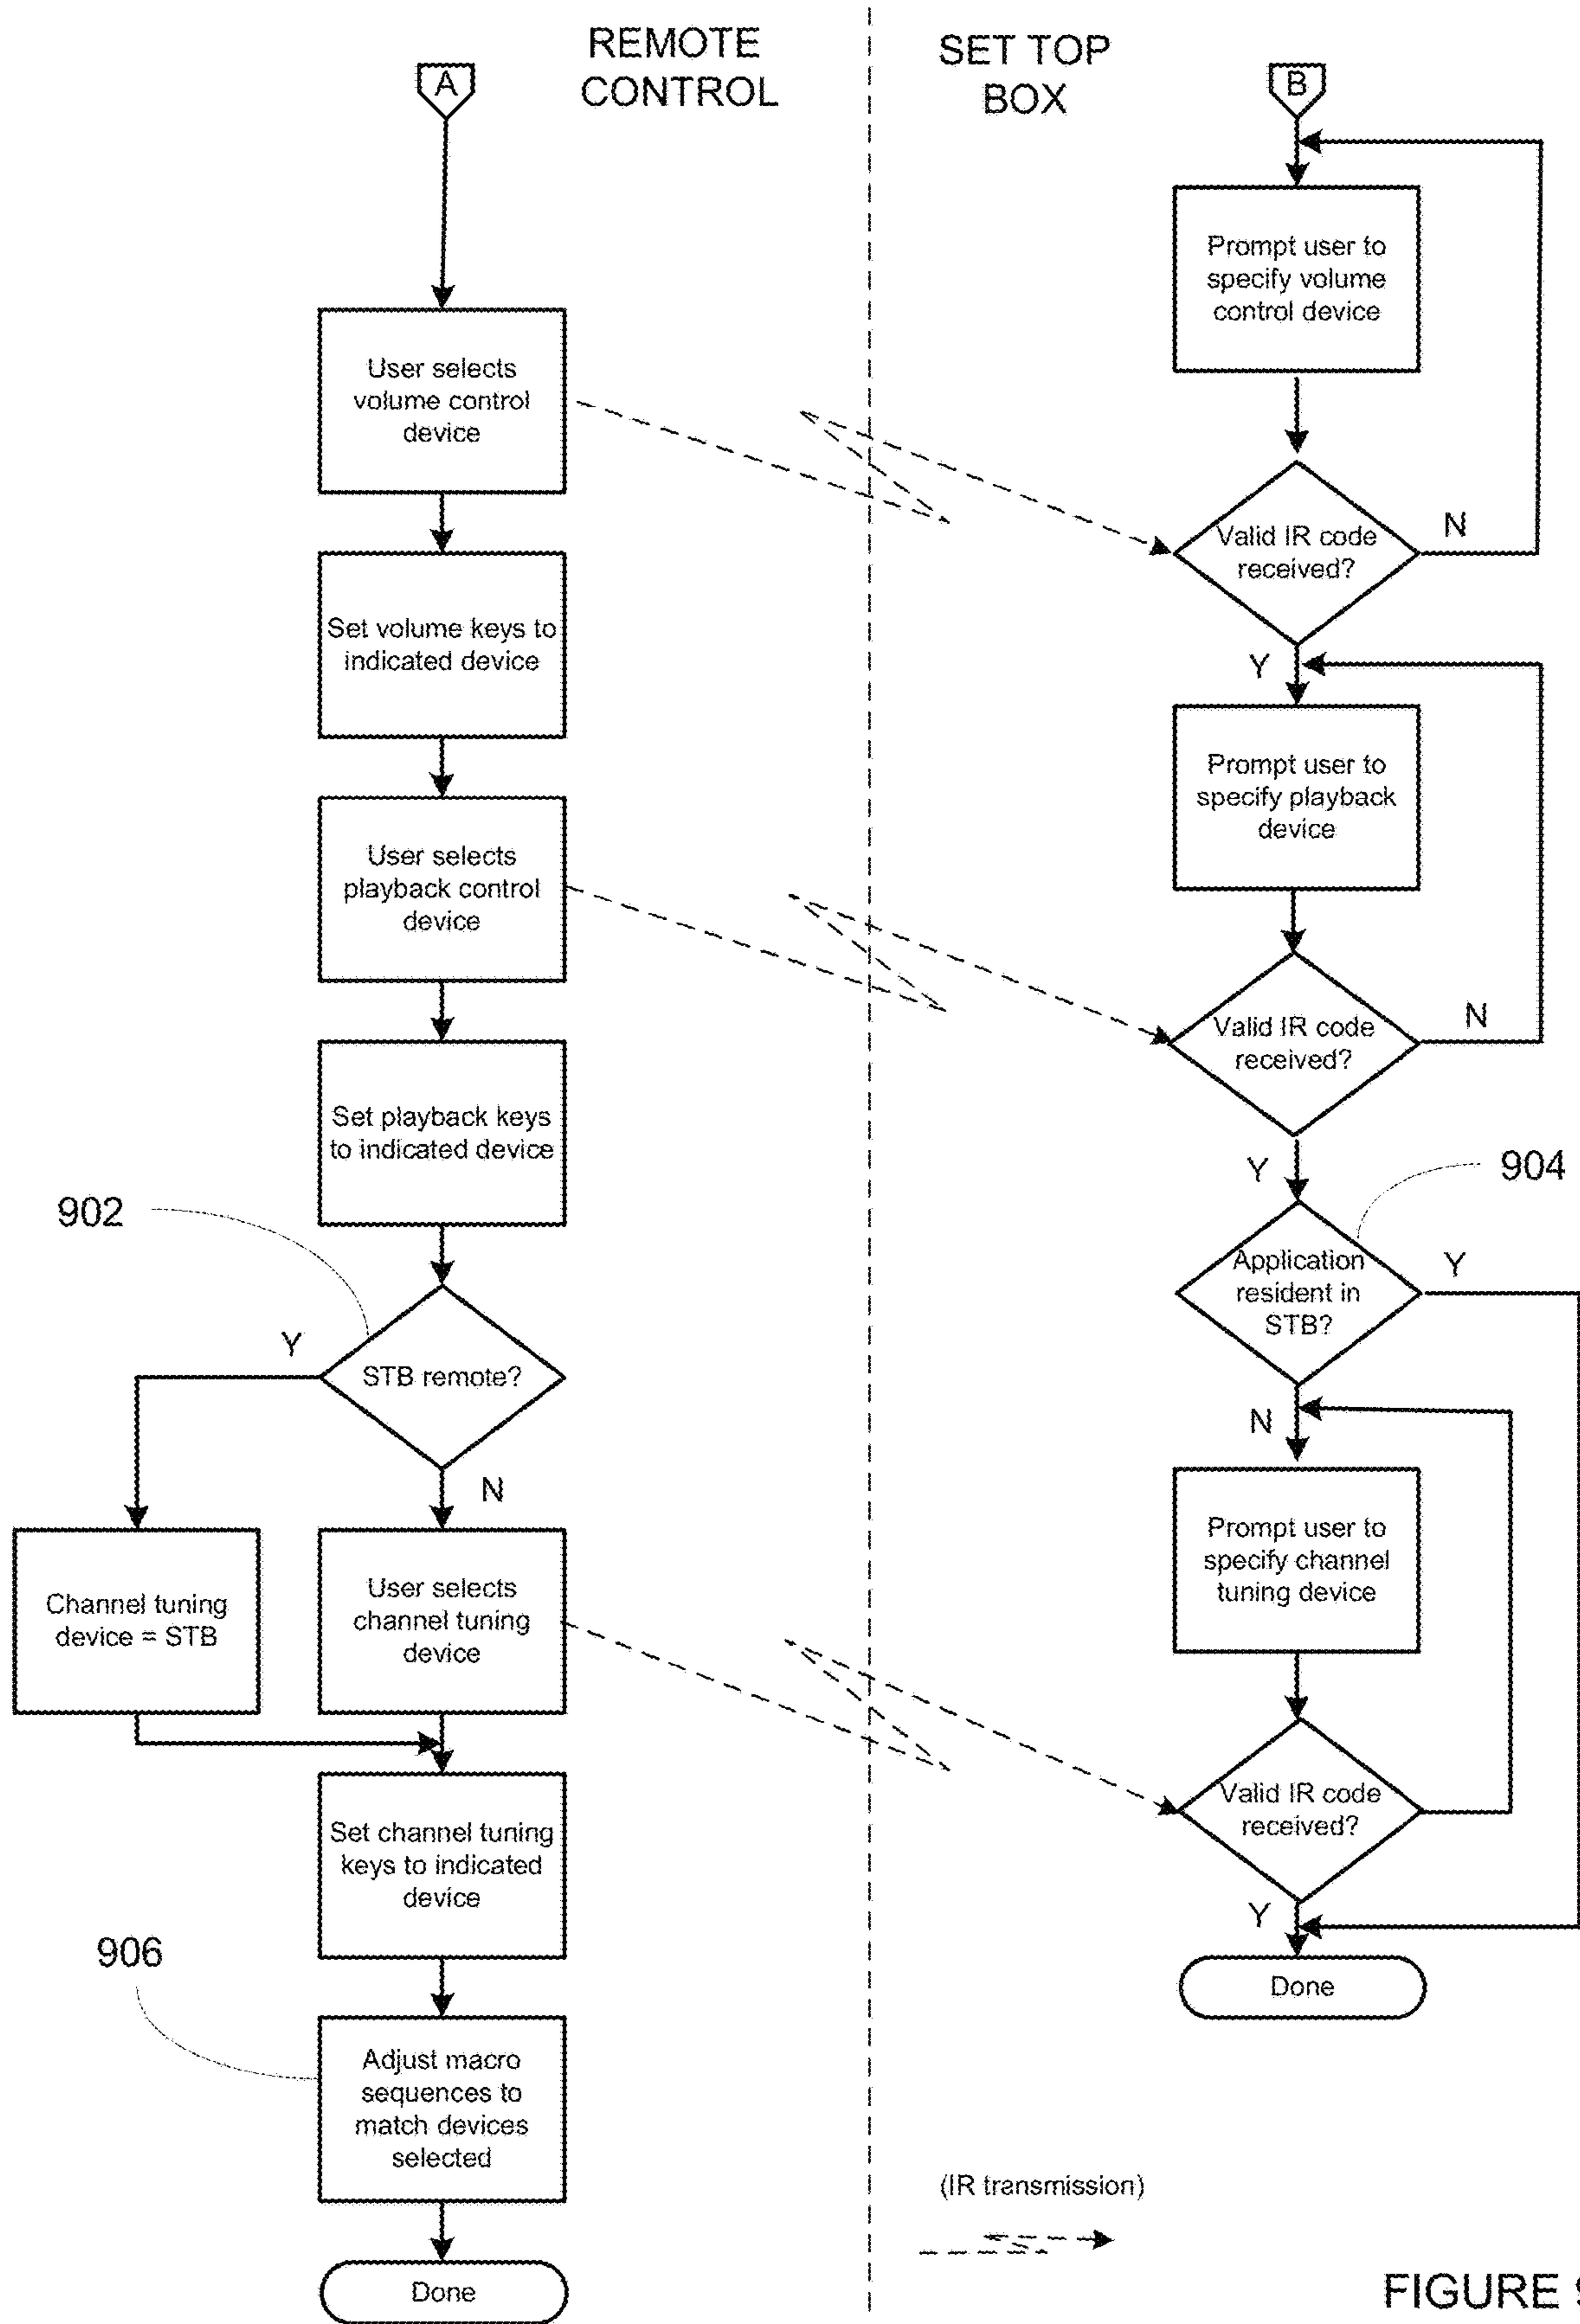 REMOTE
CONTROL
SET TOP
BOX
A
B
User selects
volume control
device
Set volume keys to
indicated device
User selects
playback control
device
Set playback keys
to indicated device
902
STB remote?
Y
N
Channel tuning
device = STB
User selects
channel tuning
device
Set channel tuning
keys to indicated
device
906
Adjust macro
sequences to
match devices
selected
Done
Prompt user to
specify volume
control device
Valid IR code
received?
N
Y
Prompt user to
specify playback
device
Valid IR code
received?
N
Y
904
Application
resident in
STB?
Y
N
Prompt user to
specify channel
tuning device
Valid IR code
received?
Y
Done
(IR transmission)
FIGURE 9